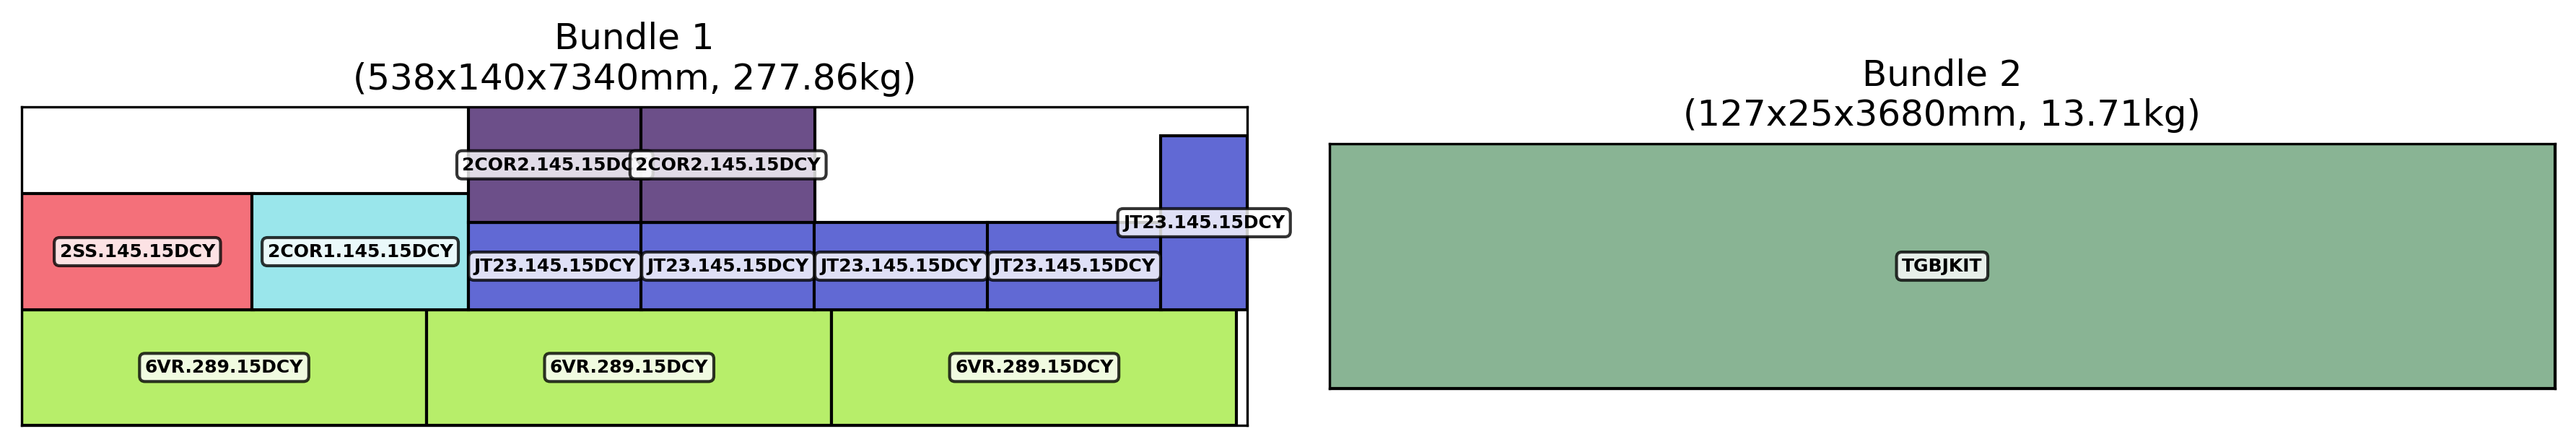 Bundle 1
(538x140x7340mm, 277.86kg)
2COR2.145.15DC
2COR2.145.15DCY
JT23.145.15DCY
2SS.145.15DCY
2COR1.145.15DCY
JT23.145.15DCY
JT23.145.15DCY
JT23.145.15DCY
JT23.145.15DCY
6VR.289.15DCY
6VR.289.15DCY
6VR.289.15DCY
Bundle 2
(127x25x3680mm, 13.71kg)
TGBJKIT